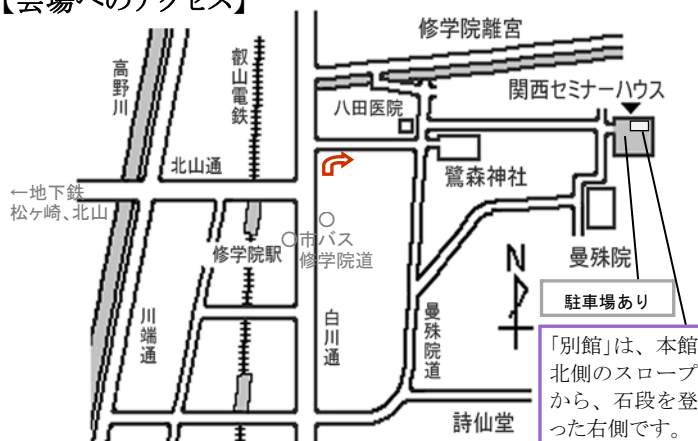 【会場へのアクセス】
修学院離宮
高野川
叡山電鉄
関西セミナーハウス
八田医院
北山通
鷺森神社
←地下鉄
松ヶ崎、北山
市バス
修学院道
修学院駅
曼殊院
N
駐車場あり
川端通
白川通
曼殊院道
「別館」は、本館
北側のスロープ
から、石段を登
った右側です。
詩仙堂